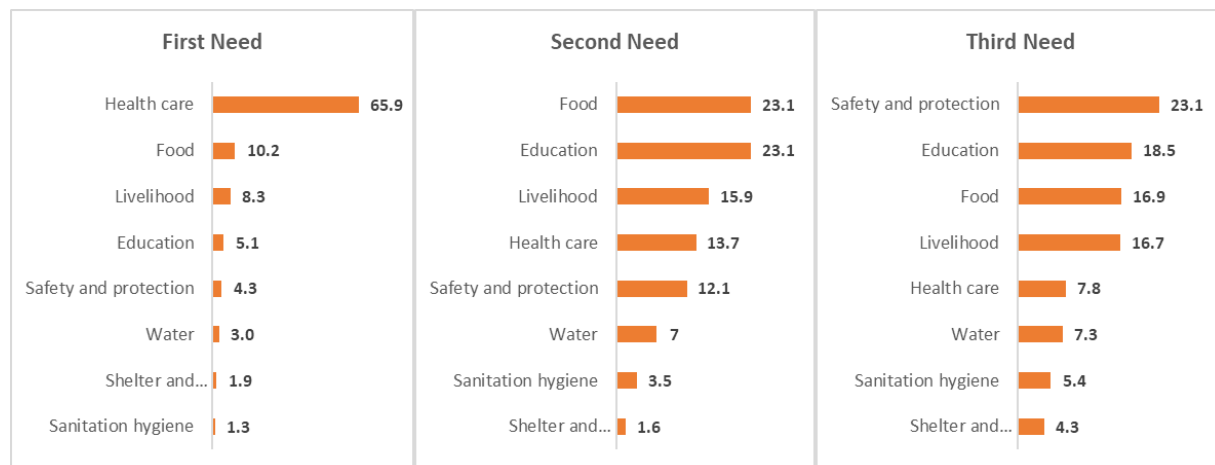 First Need
Health care 65.9
Food 10.2
Livelihood 8.3
Education 5.1
Safety and protection 4.3
Water 3.0
Shelter and... 1.9
Sanitation hygiene 1.3
Second Need
Food 23.1
Education 23.1
Livelihood 15.9
Health care 13.7
Safety and protection 12.1
Water 7
Sanitation hygiene 3.5
Shelter and... 1.6
Third Need
Safety and protection 23.1
Education 18.5
Food 16.9
Livelihood 16.7
Health care 7.8
Water 7.3
Sanitation hygiene 5.4
Shelter and... 4.3